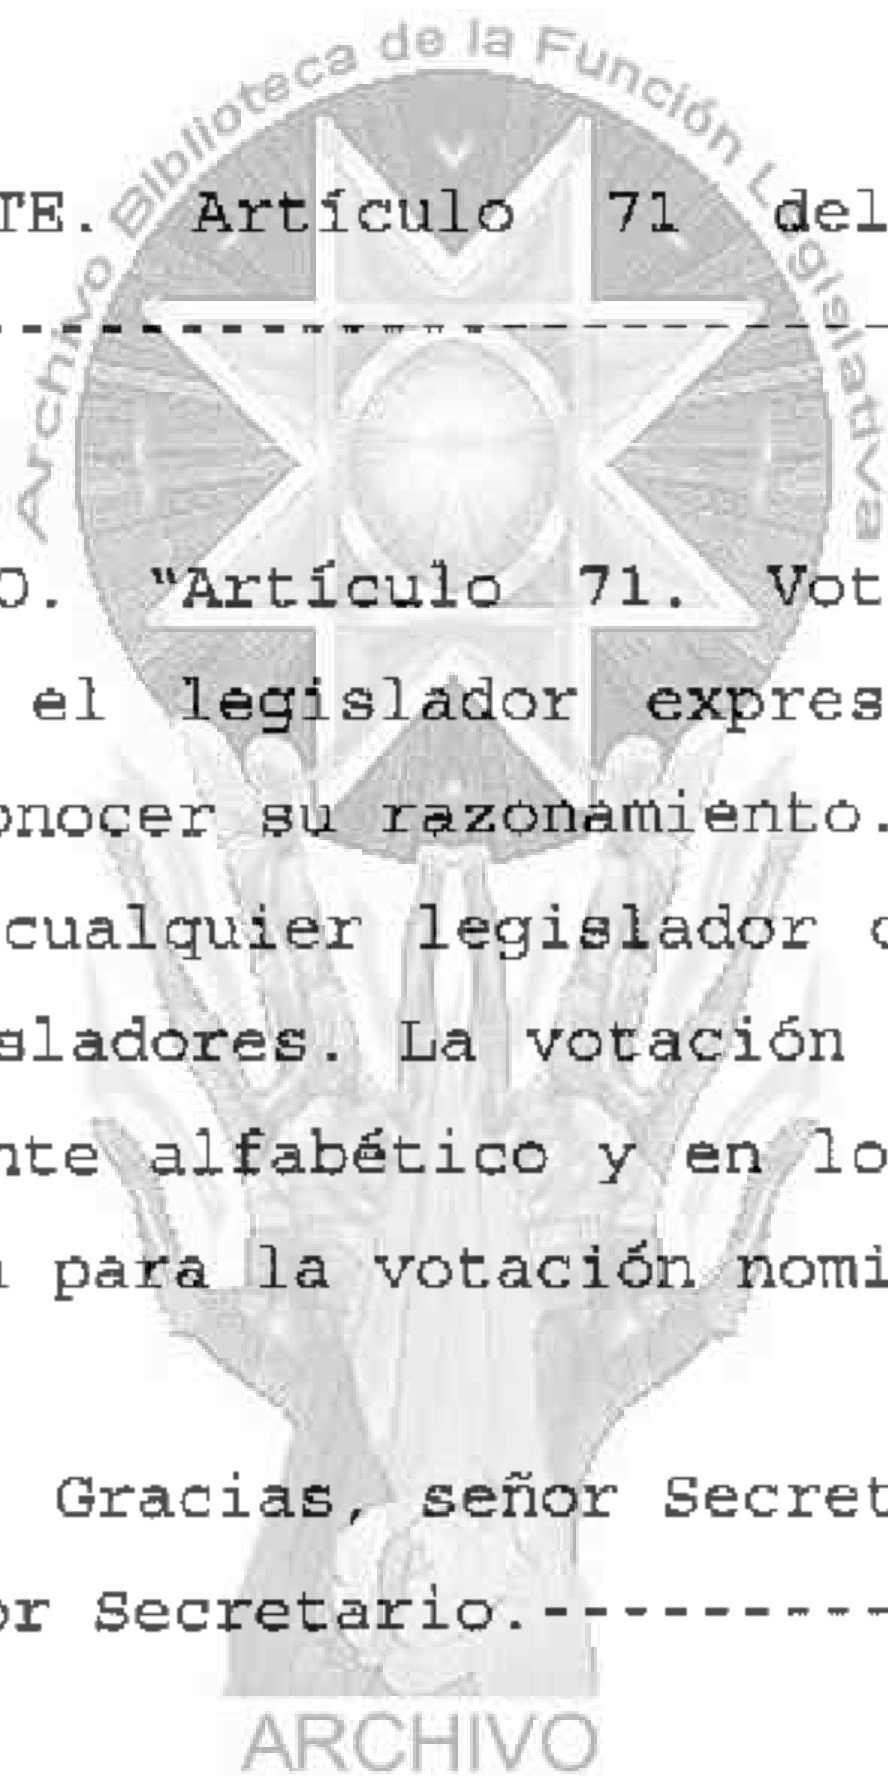 Archivo Biblioteca de la Función Legislativa
TE. Artículo 71 del
--------------------
O. "Artículo 71. Vot
el legislador expres
onocer su razonamiento.
cualquier legislador
sladores. La votación
nte alfabético y en lo
para la votación nomi
Gracias, señor Secret
or Secretario.----------
ARCHIVO